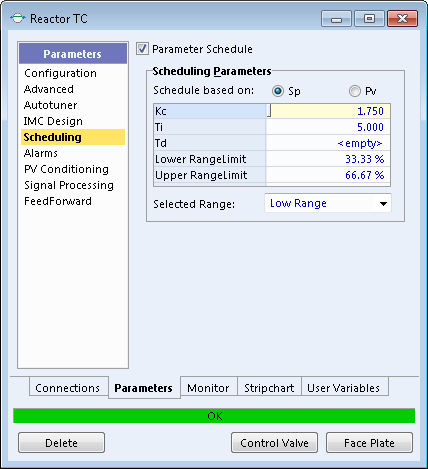 Reactor TC
Parameters
Configuration
Advanced
Autotuner
IMC Design
Scheduling
Alarms
PV Conditioning
Signal Processing
FeedForward
Parameter Schedule
Scheduling Parameters
Schedule based on: Sp Pv
Kc 1.750
Ti 5.000
Td <empty>
Lower RangeLimit 33.33 %
Upper RangeLimit 66.67 %
Selected Range: Low Range
Connections Parameters Monitor Stripchart User Variables
OK
Delete Control Valve Face Plate